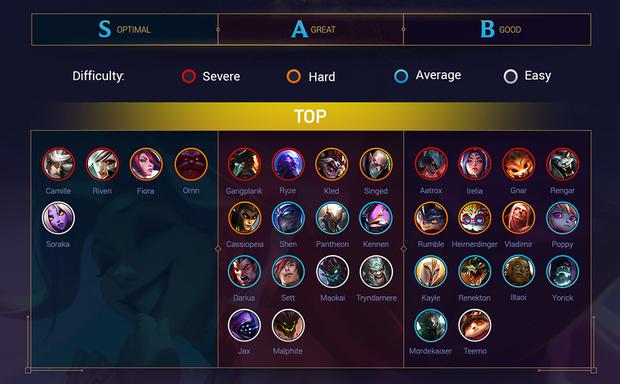 S OPTIMAL A GREAT B GOOD
Difficulty: Severe Hard Average Easy
TOP
Camille Riven Fiora Ornn Gangplank Ryze Kled Singed Aatrox Irelia Gnar Rengar
Soraka Cassiopeia Shen Pantheon Kennen Rumble Heimerdinger Vladimir Poppy
Darius Sett Maokai Tryndamere Kayle Renekton Illaoi Yorick
Jax Malphite Mordekaiser Teemo